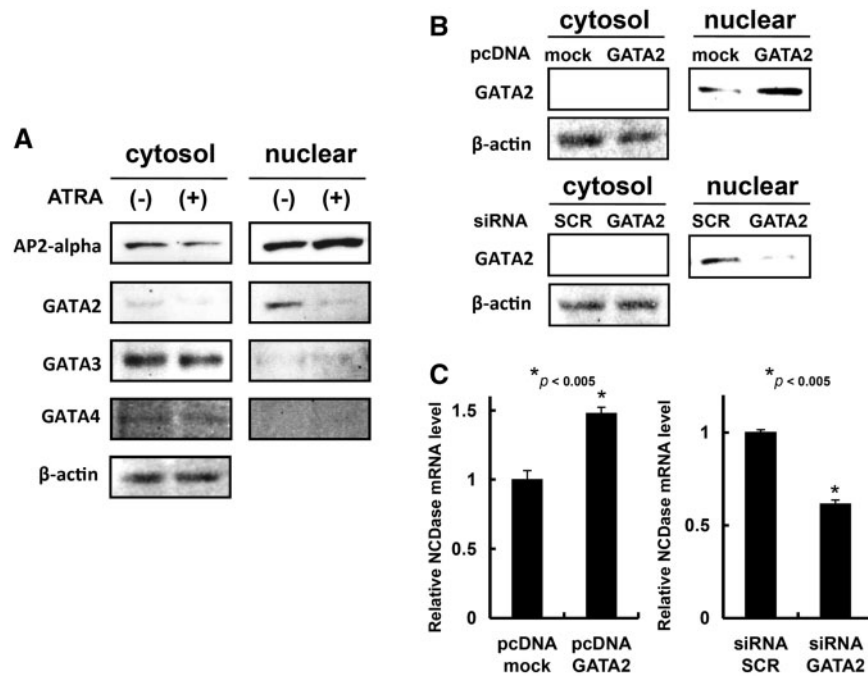 A
cytosol nuclear
ATRA (-) (+) (-) (+)
AP2-alpha
GATA2
GATA3
GATA4
β-actin
B
cytosol nuclear
pcDNA mock GATA2 mock GATA2
GATA2
β-actin
cytosol nuclear
siRNA SCR GATA2 SCR GATA2
GATA2
β-actin
C
Relative NCDase mRNA level
* p < 0.005
*
1.5
1
0.5
0
pcDNA mock
pcDNA GATA2
Relative NCDase mRNA level
* p < 0.005
*
1
0.5
0
siRNA SCR
siRNA GATA2